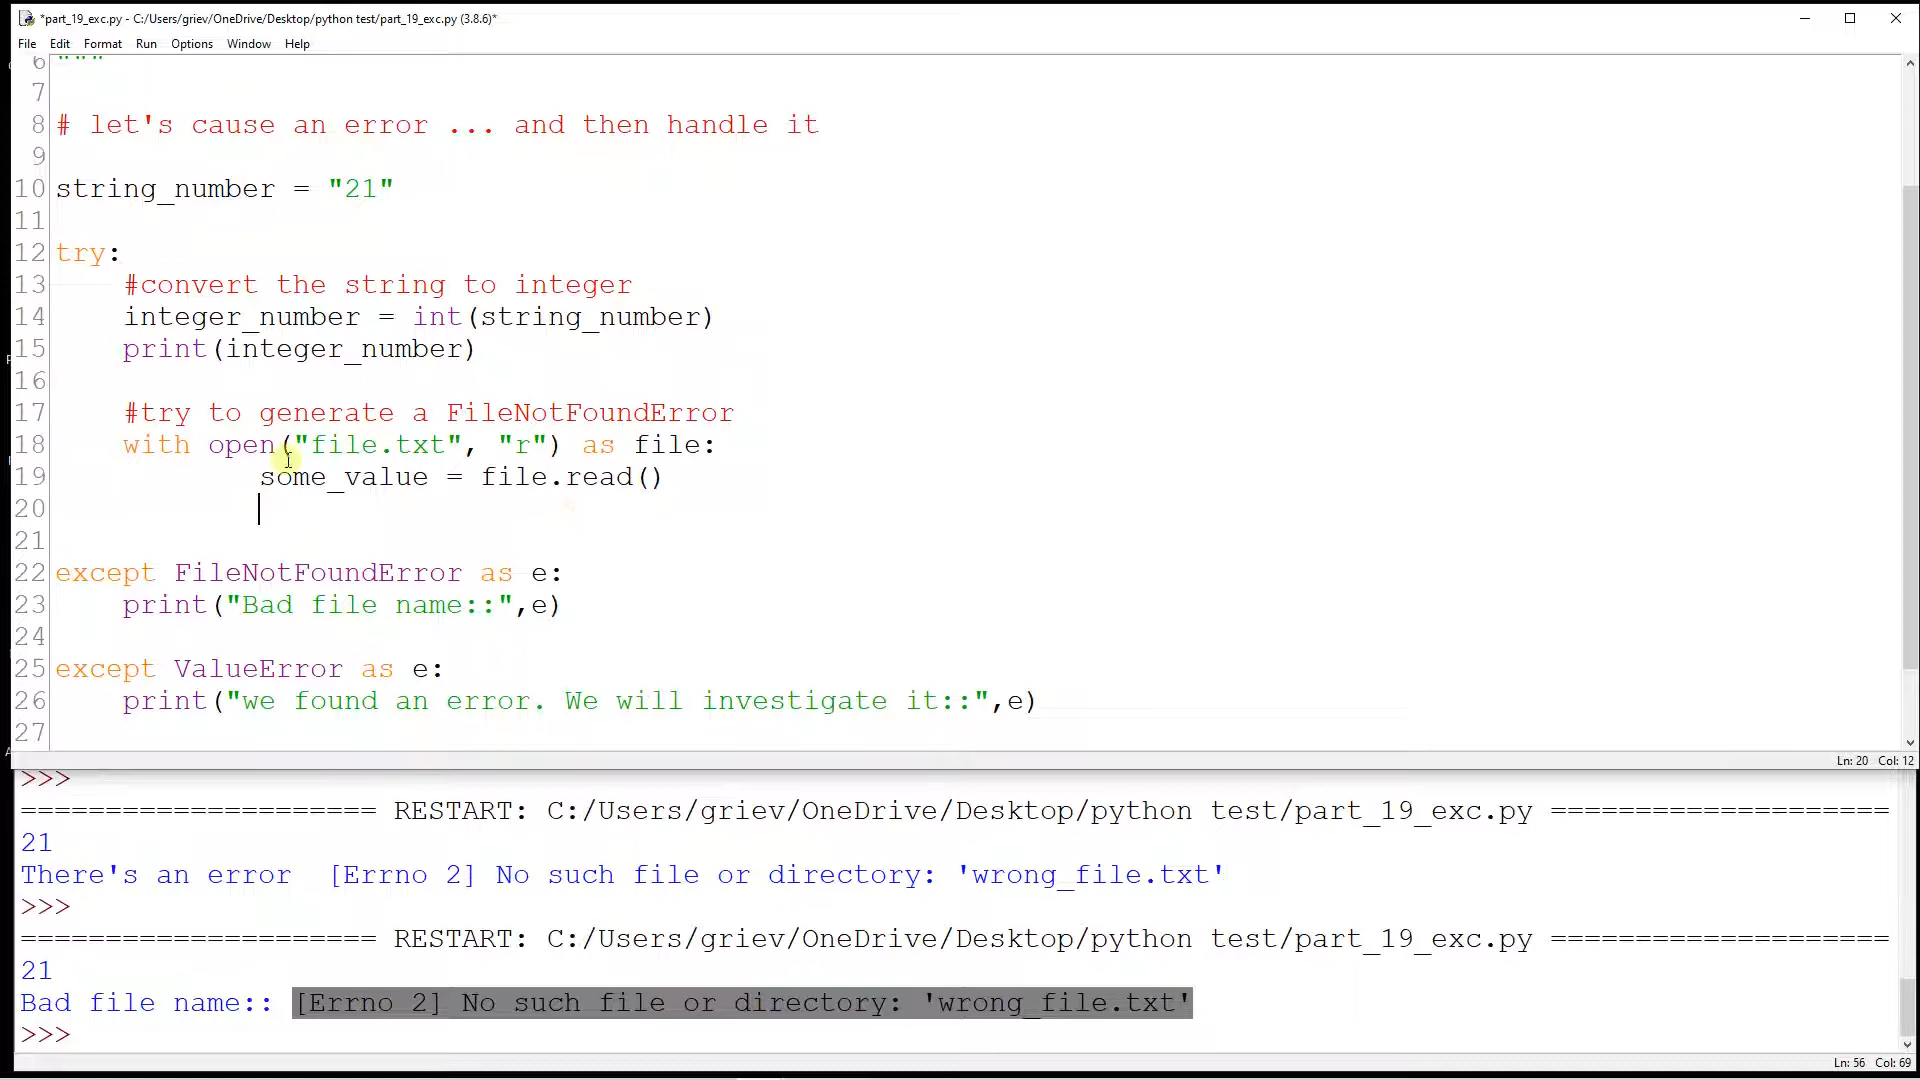 *part_19_exc.py - C:/Users/griev/OneDrive/Desktop/python test/part_19_exc.py (3.8.6)*
File Edit Format Run Options Window Help
6 """
7
8 # let's cause an error ... and then handle it
9
10 string_number = "21"
11
12 try:
13     #convert the string to integer
14     integer_number = int(string_number)
15     print(integer_number)
16
17     #try to generate a FileNotFoundError
18     with open("file.txt", "r") as file:
19             some_value = file.read()
20
21
22 except FileNotFoundError as e:
23     print("Bad file name::",e)
24
25 except ValueError as e:
26     print("we found an error. We will investigate it::",e)
27
Ln: 20 Col: 12
>>>
===================== RESTART: C:/Users/griev/OneDrive/Desktop/python test/part_19_exc.py ====================
21
There's an error  [Errno 2] No such file or directory: 'wrong_file.txt'
>>>
===================== RESTART: C:/Users/griev/OneDrive/Desktop/python test/part_19_exc.py ====================
21
Bad file name:: [Errno 2] No such file or directory: 'wrong_file.txt'
>>>
Ln: 56 Col: 69